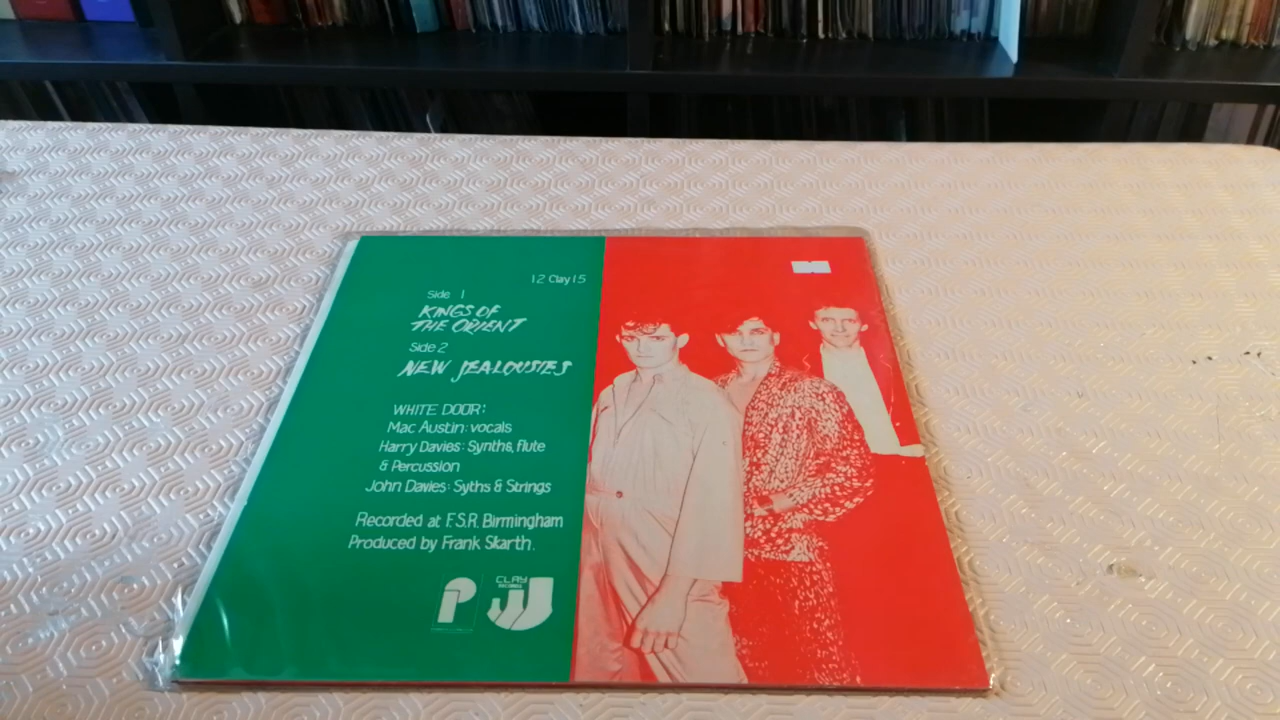 12 Clay 15
Side 1
KINGS OF
THE ORIENT
Side 2
NEW JEALOUSIES
WHITE DOOR:
Mac Austin: vocals
Harry Davies: Synths, flute
& Percussion
John Davies: Syths & Strings
Recorded at F.S.R. Birmingham
Produced by Frank Skarth.
P
CLAY
RECORDS